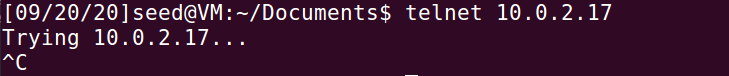 [09/20/20]seed@VM:~/Documents$ telnet 10.0.2.17
Trying 10.0.2.17...
^C